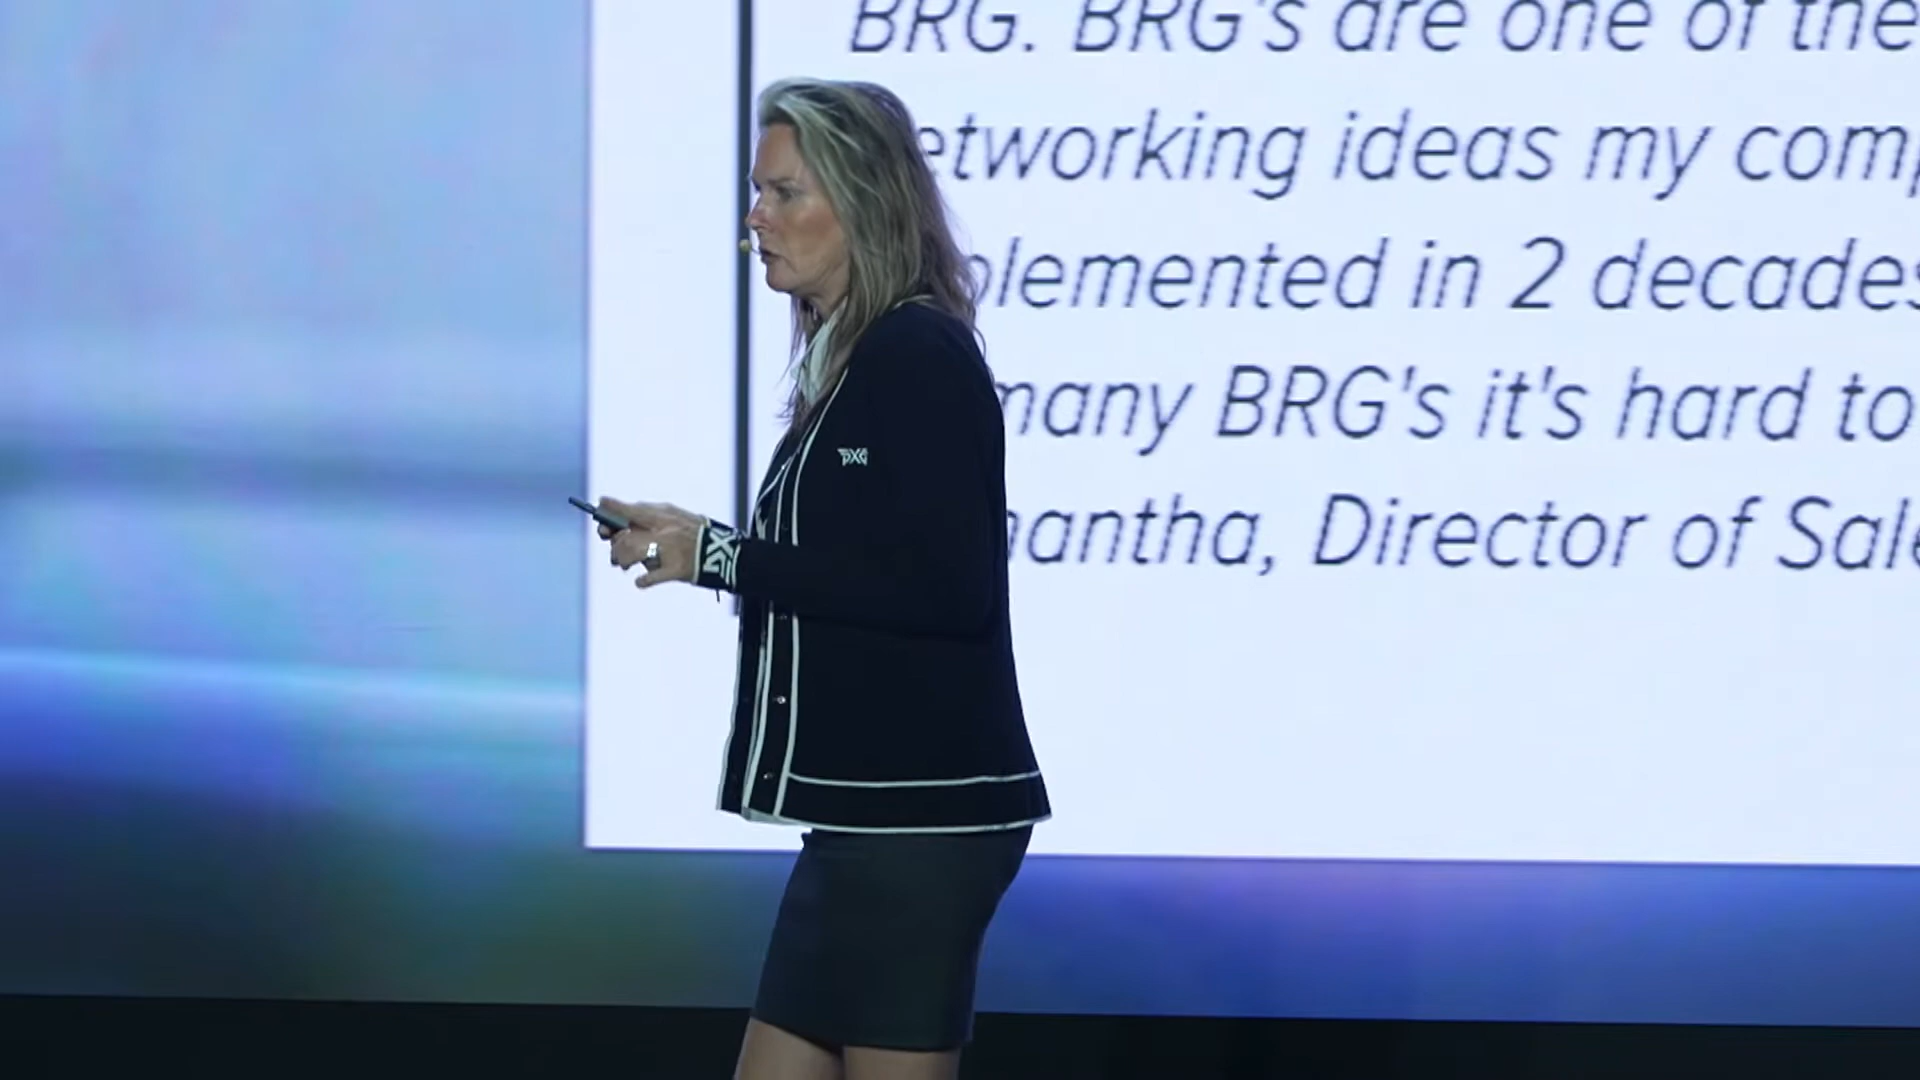 BRG. BRG's are one of the
etworking ideas my comp
plemented in 2 decades
many BRG's it's hard to
mantha, Director of Sale
PXG
PXG